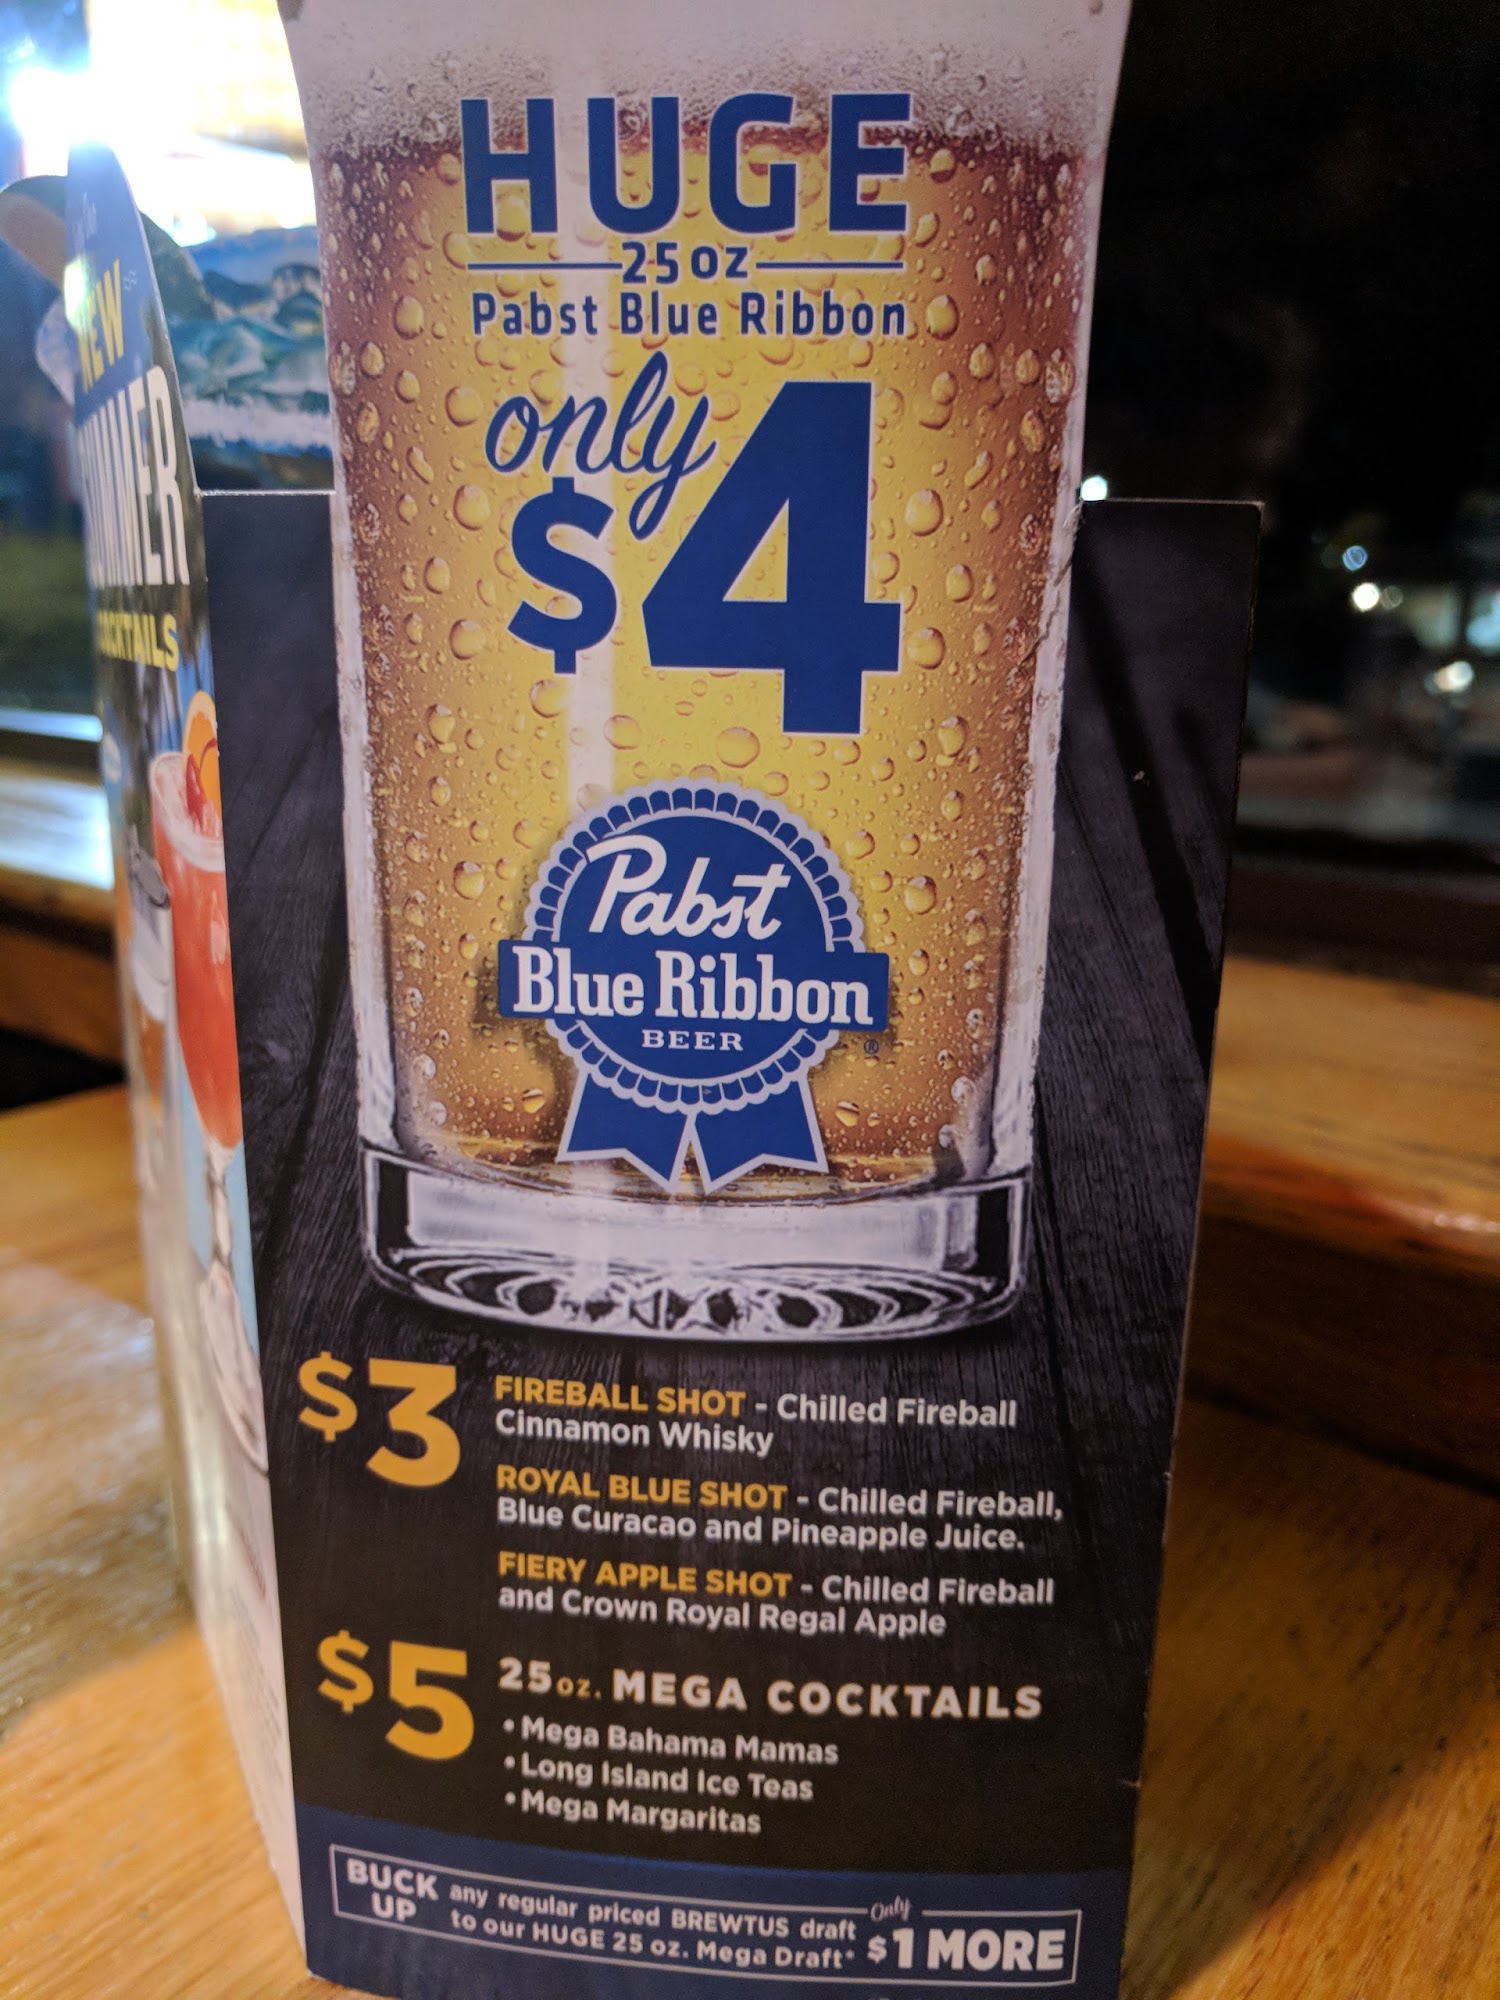 HUGE
25 oz
Pabst Blue Ribbon
only
$4
Pabst
Blue Ribbon
BEER
®
$3
FIREBALL SHOT - Chilled Fireball
Cinnamon Whisky
ROYAL BLUE SHOT - Chilled Fireball,
Blue Curacao and Pineapple Juice.
FIERY APPLE SHOT - Chilled Fireball
and Crown Royal Regal Apple
$5
25 oz. MEGA COCKTAILS
• Mega Bahama Mamas
• Long Island Ice Teas
• Mega Margaritas
BUCK
UP
any regular priced BREWTUS draft
to our HUGE 25 oz. Mega Draft*
Only
$1 MORE
NEW